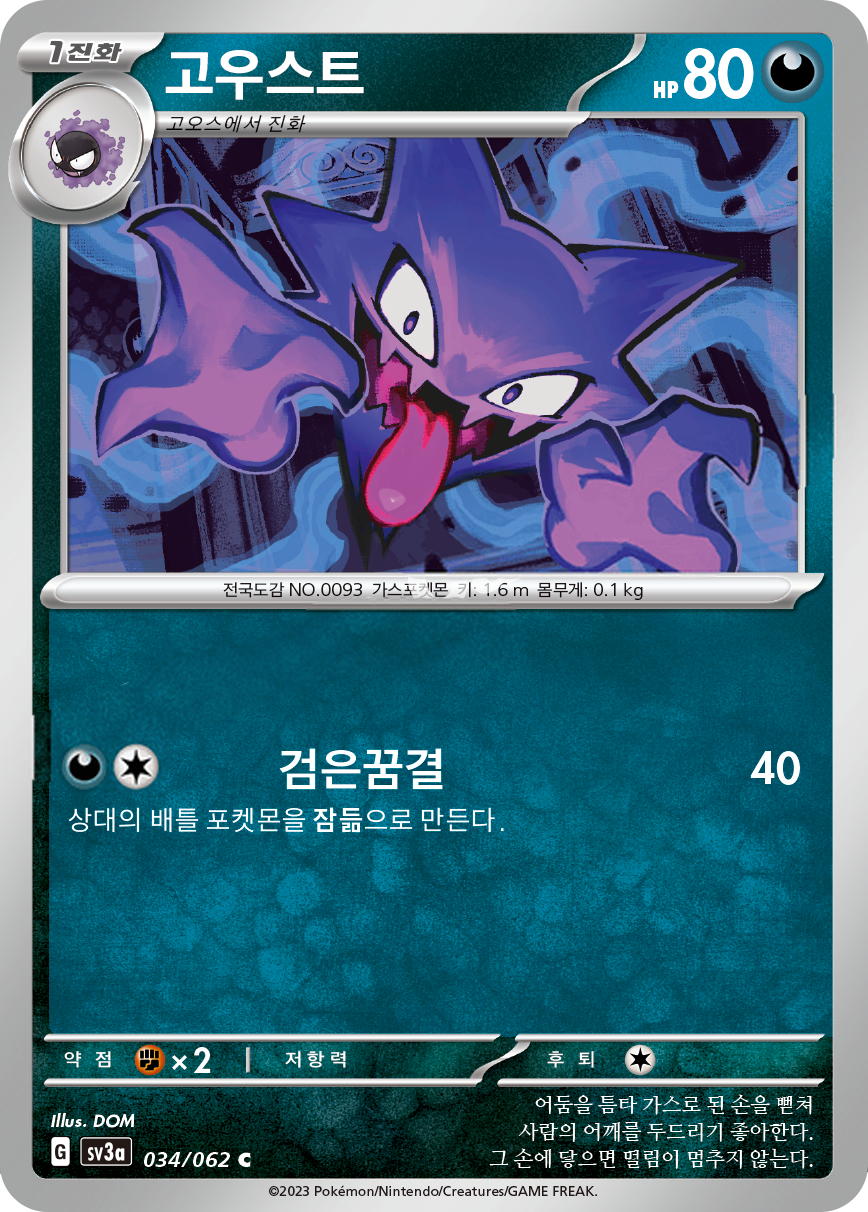 1진화
고우스트
HP 80
고오스에서 진화
전국도감 NO.0093 가스포켓몬 키: 1.6 m 몸무게: 0.1 kg
검은꿈결 40
상대의 배틀 포켓몬을 잠듦으로 만든다.
약점 ×2 저항력 후퇴
어둠을 틈타 가스로 된 손을 뻗쳐
사람의 어깨를 두드리기 좋아한다.
그 손에 닿으면 떨림이 멈추지 않는다.
Illus. DOM
G sv3a 034/062 C
©2023 Pokémon/Nintendo/Creatures/GAME FREAK.